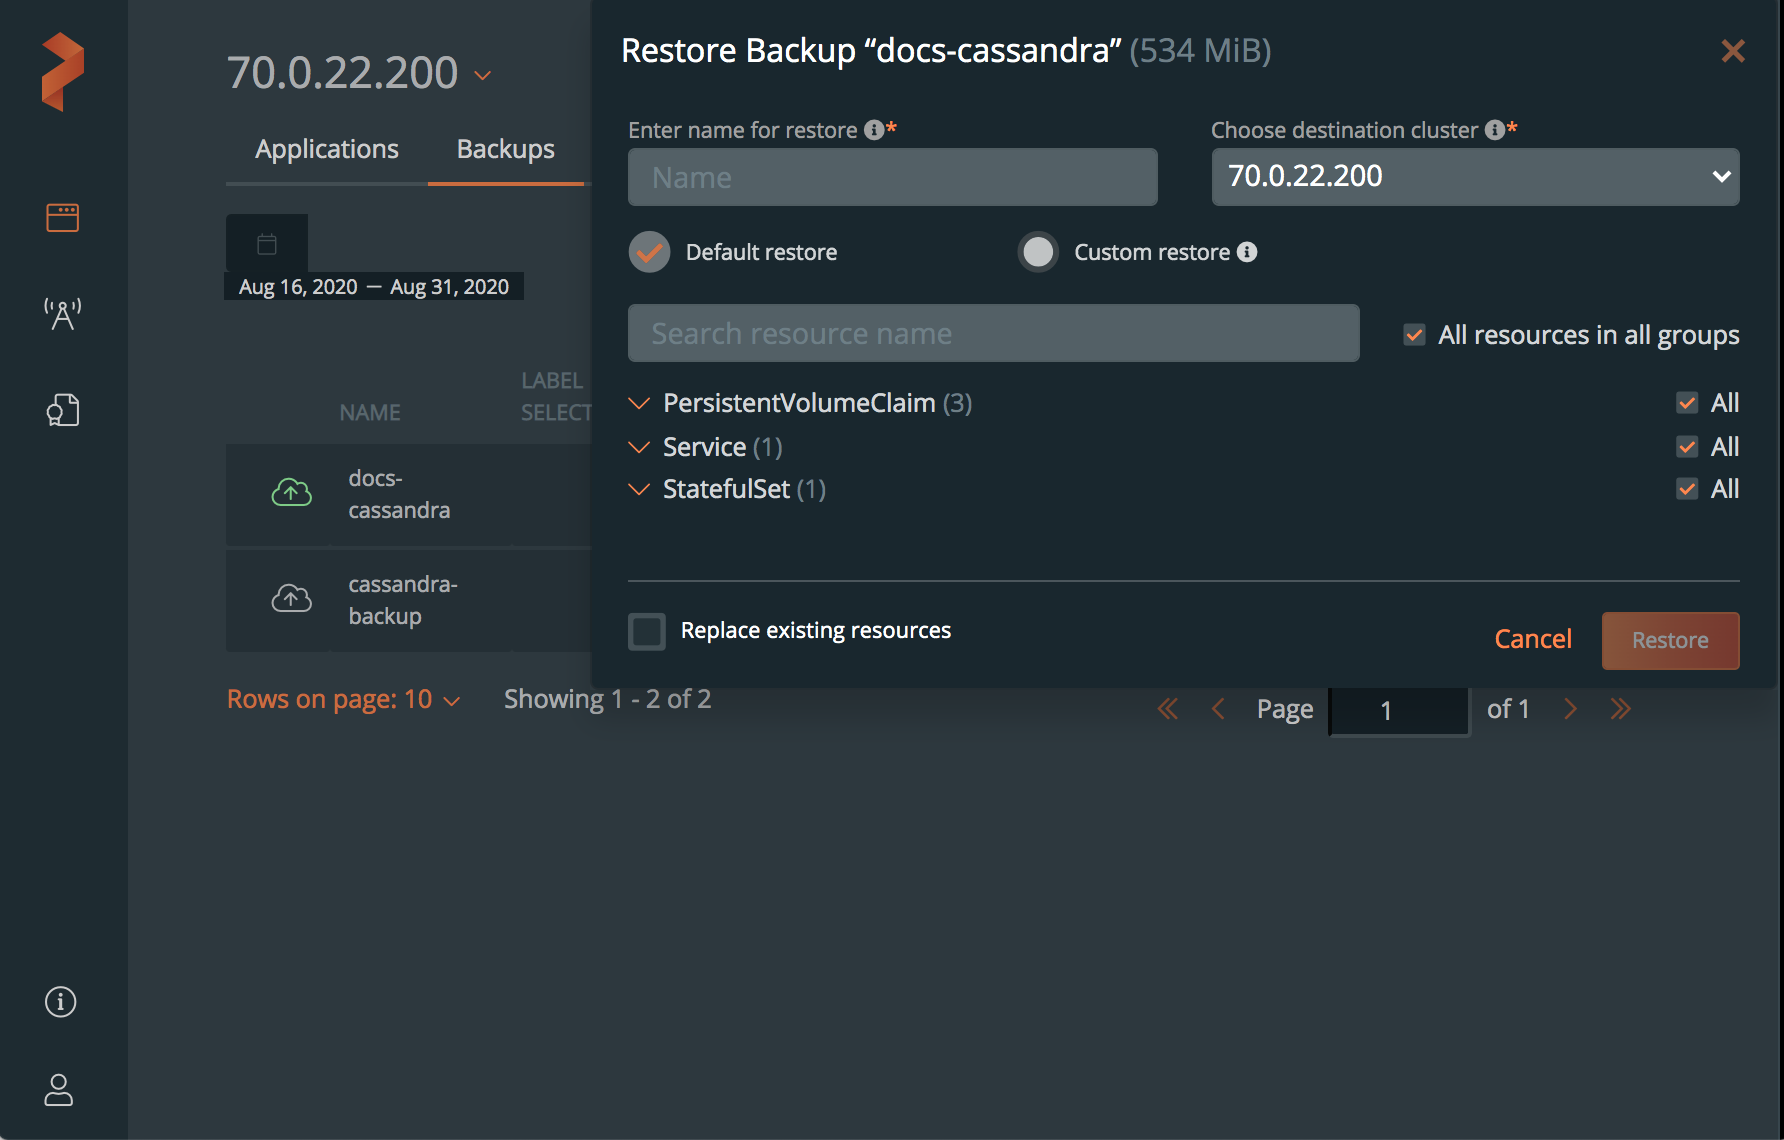 70.0.22.200
Applications
Backups
Aug 16, 2020 — Aug 31, 2020
NAME
LABEL
SELECT
docs-
cassandra
cassandra-
backup
Rows on page: 10
Showing 1 - 2 of 2
Page
1
of 1
Restore Backup “docs-cassandra” (534 MiB)
Enter name for restore *
Name
Choose destination cluster *
70.0.22.200
Default restore
Custom restore
Search resource name
All resources in all groups
PersistentVolumeClaim (3)
All
Service (1)
All
StatefulSet (1)
All
Replace existing resources
Cancel
Restore